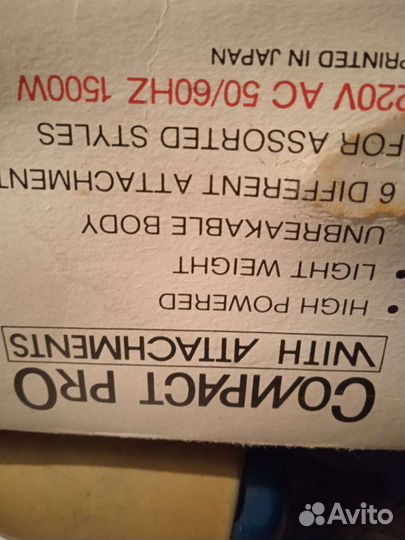 COMPACT PRO
WITH ATTACHMENTS
• HIGH POWERED
• LIGHT WEIGHT
UNBREAKABLE BODY
6 DIFFERENT ATTACHMENT
FOR ASSORTED STYLES
220V AC 50/60HZ 1500W
PRINTED IN JAPAN
Avito